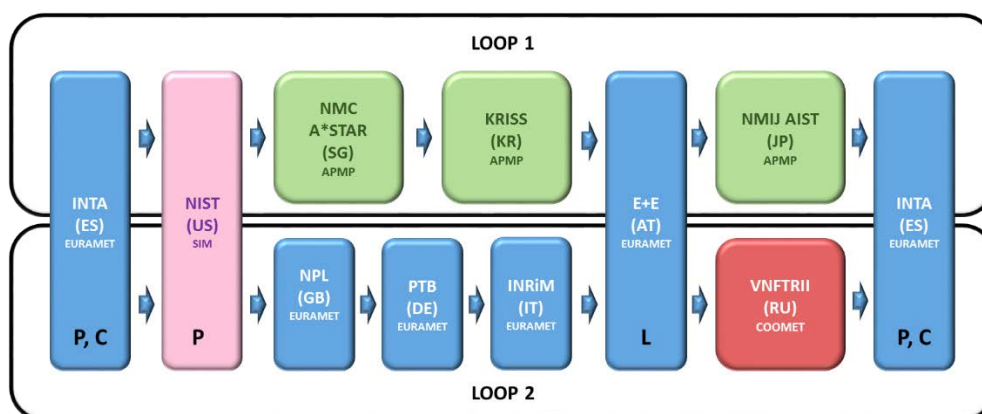 LOOP 1
INTA
(ES)
EURAMET
P, C
NIST
(US)
SIM
P
NMC
A*STAR
(SG)
APMP
KRISS
(KR)
APMP
E+E
(AT)
EURAMET
L
NMIJ AIST
(JP)
APMP
INTA
(ES)
EURAMET
P, C
NPL
(GB)
EURAMET
PTB
(DE)
EURAMET
INRiM
(IT)
EURAMET
VNFTRII
(RU)
COOMET
LOOP 2